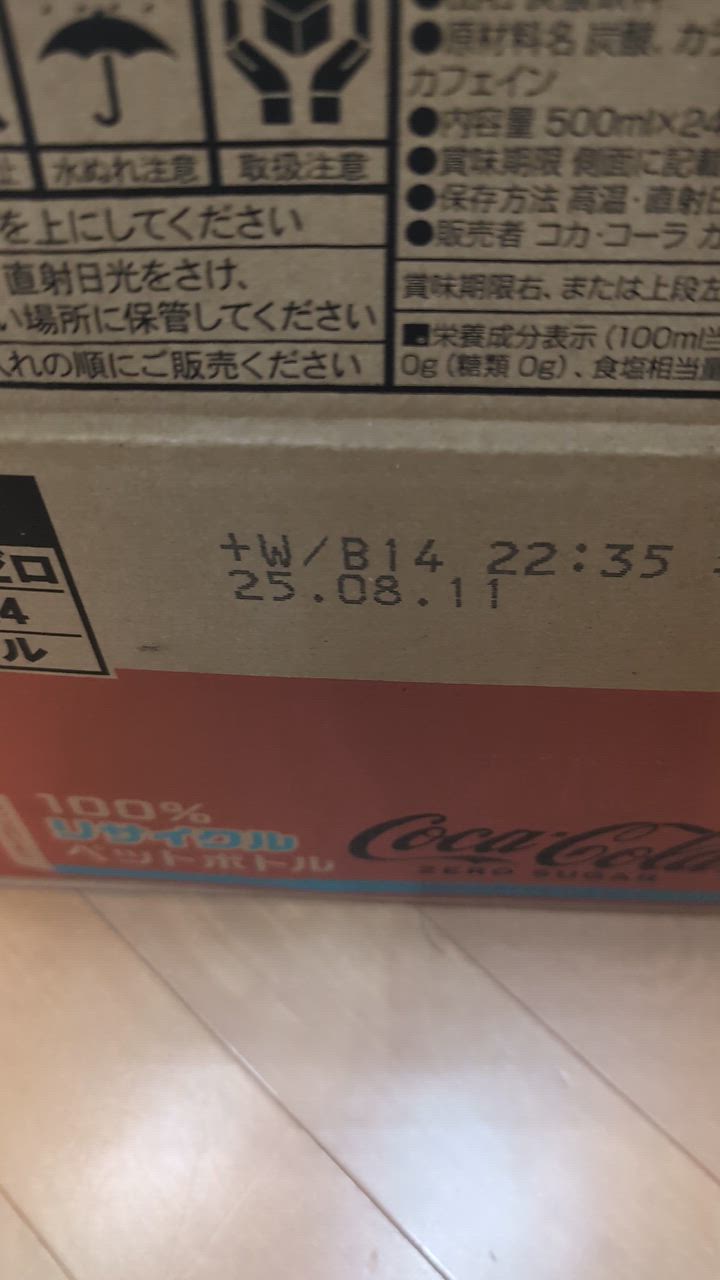 水ぬれ注意
取扱注意
を上にしてください
直射日光をさけ、
い場所に保管してください
入れの順にご販売ください
●原材料名 炭酸、カラ
カフェイン
●内容量 500ml×24
●賞味期限 側面に記載
●保存方法 高温・直射日
●販売者 コカ・コーラ カ
賞味期限右、または上段左
■栄養成分表示 (100ml当
0g (糖類 0g) 、食塩相当量
ゼロ
4
ル
+W/B14 22:35
25.08.11
100%
リサイクル
ペットボトル
Coca-Cola
ZERO SUGAR